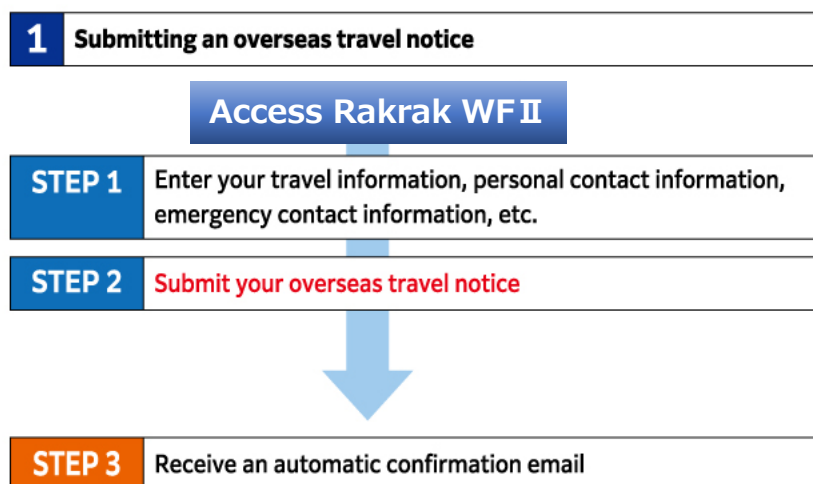 1 Submitting an overseas travel notice
Access Rakrak WFⅡ
STEP 1 Enter your travel information, personal contact information,
emergency contact information, etc.
STEP 2 Submit your overseas travel notice
STEP 3 Receive an automatic confirmation email